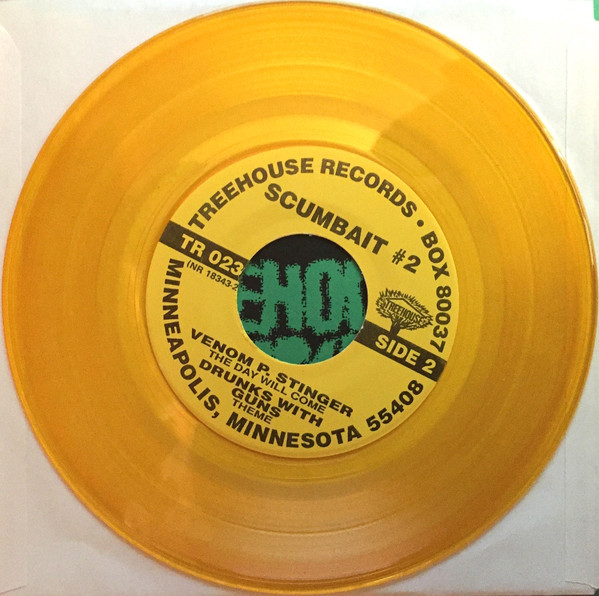 TREEHOUSE RECORDS • BOX 80037
SCUMBAIT #2
TR 023
(NR 18343-2
TREEHOUSE
SIDE 2
VENOM P. STINGER
THE DAY WILL COME
DRUNKS WITH
GUNS
THEME
MINNEAPOLIS, MINNESOTA 55408